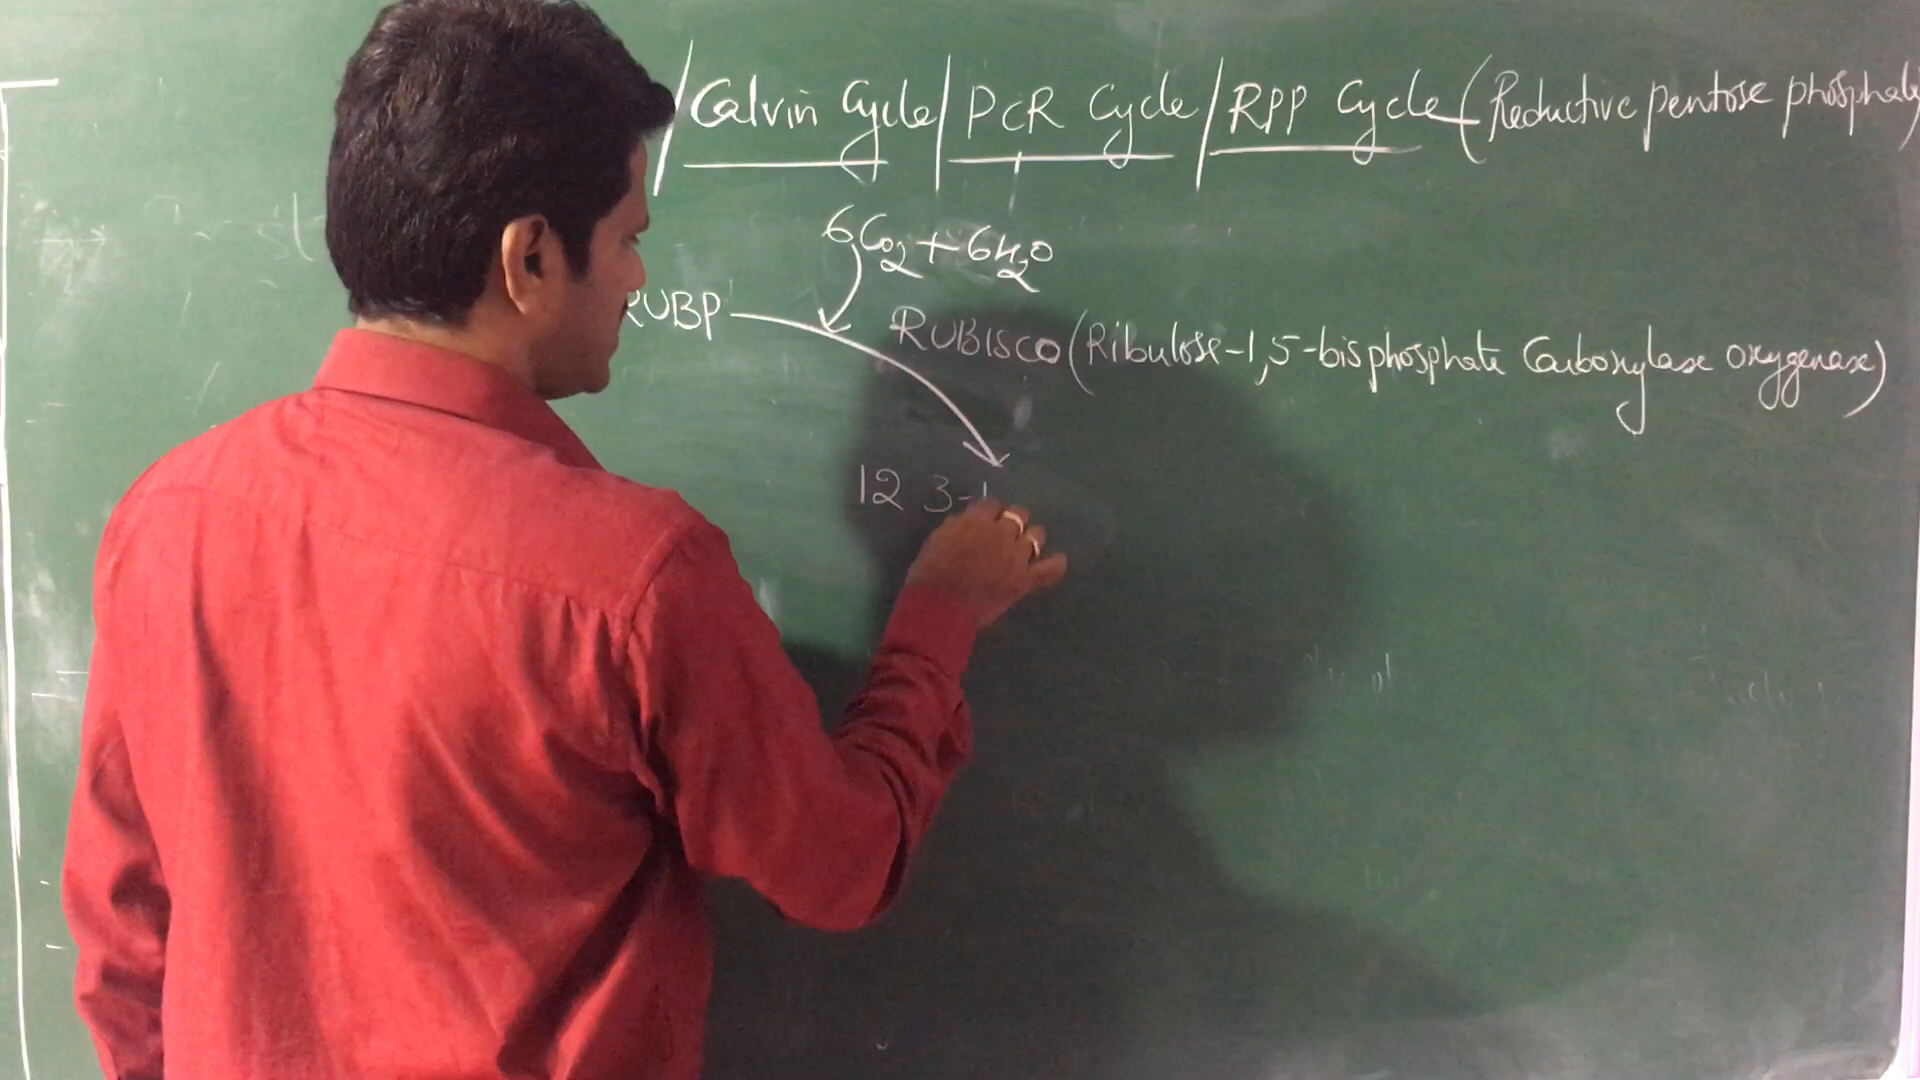 /Calvin Cycle/PCR Cycle/RPP Cycle(Reductive pentose phosphate)
6CO2+6H2O
RUBP
RUBISCO(Ribulose-1,5-bisphosphate Carboxylase oxygenase)
12 3-